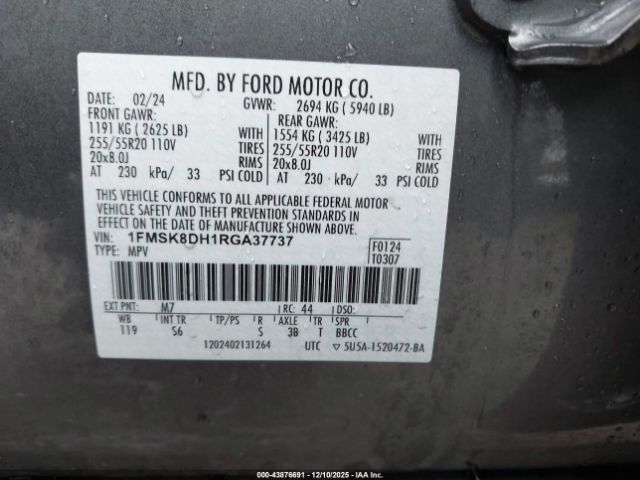 MFD. BY FORD MOTOR CO.
DATE: 02/24 GVWR: 2694 KG ( 5940 LB)
FRONT GAWR: REAR GAWR:
1191 KG ( 2625 LB) WITH 1554 KG ( 3425 LB) WITH
255/55R20 110V TIRES 255/55R20 110V TIRES
20x8.0J RIMS 20x8.0J RIMS
AT 230 kPa/ 33 PSI COLD AT 230 kPa/ 33 PSI COLD
THIS VEHICLE CONFORMS TO ALL APPLICABLE FEDERAL MOTOR
VEHICLE SAFETY AND THEFT PREVENTION STANDARDS IN
EFFECT ON THE DATE OF MANUFACTURE SHOWN ABOVE.
VIN: 1FMSK8DH1RGA37737 F0124
TYPE: MPV T0307
EXT PNT: M7 RC: 44 DSO:
WB INT TR TP/PS R AXLE TR SPR
119 S6 S 3B T BBCC
1202402131264 UTC ▽ 5U5A-1520472-BA
120-43876691 - 12/10/2025 - IAA Inc.